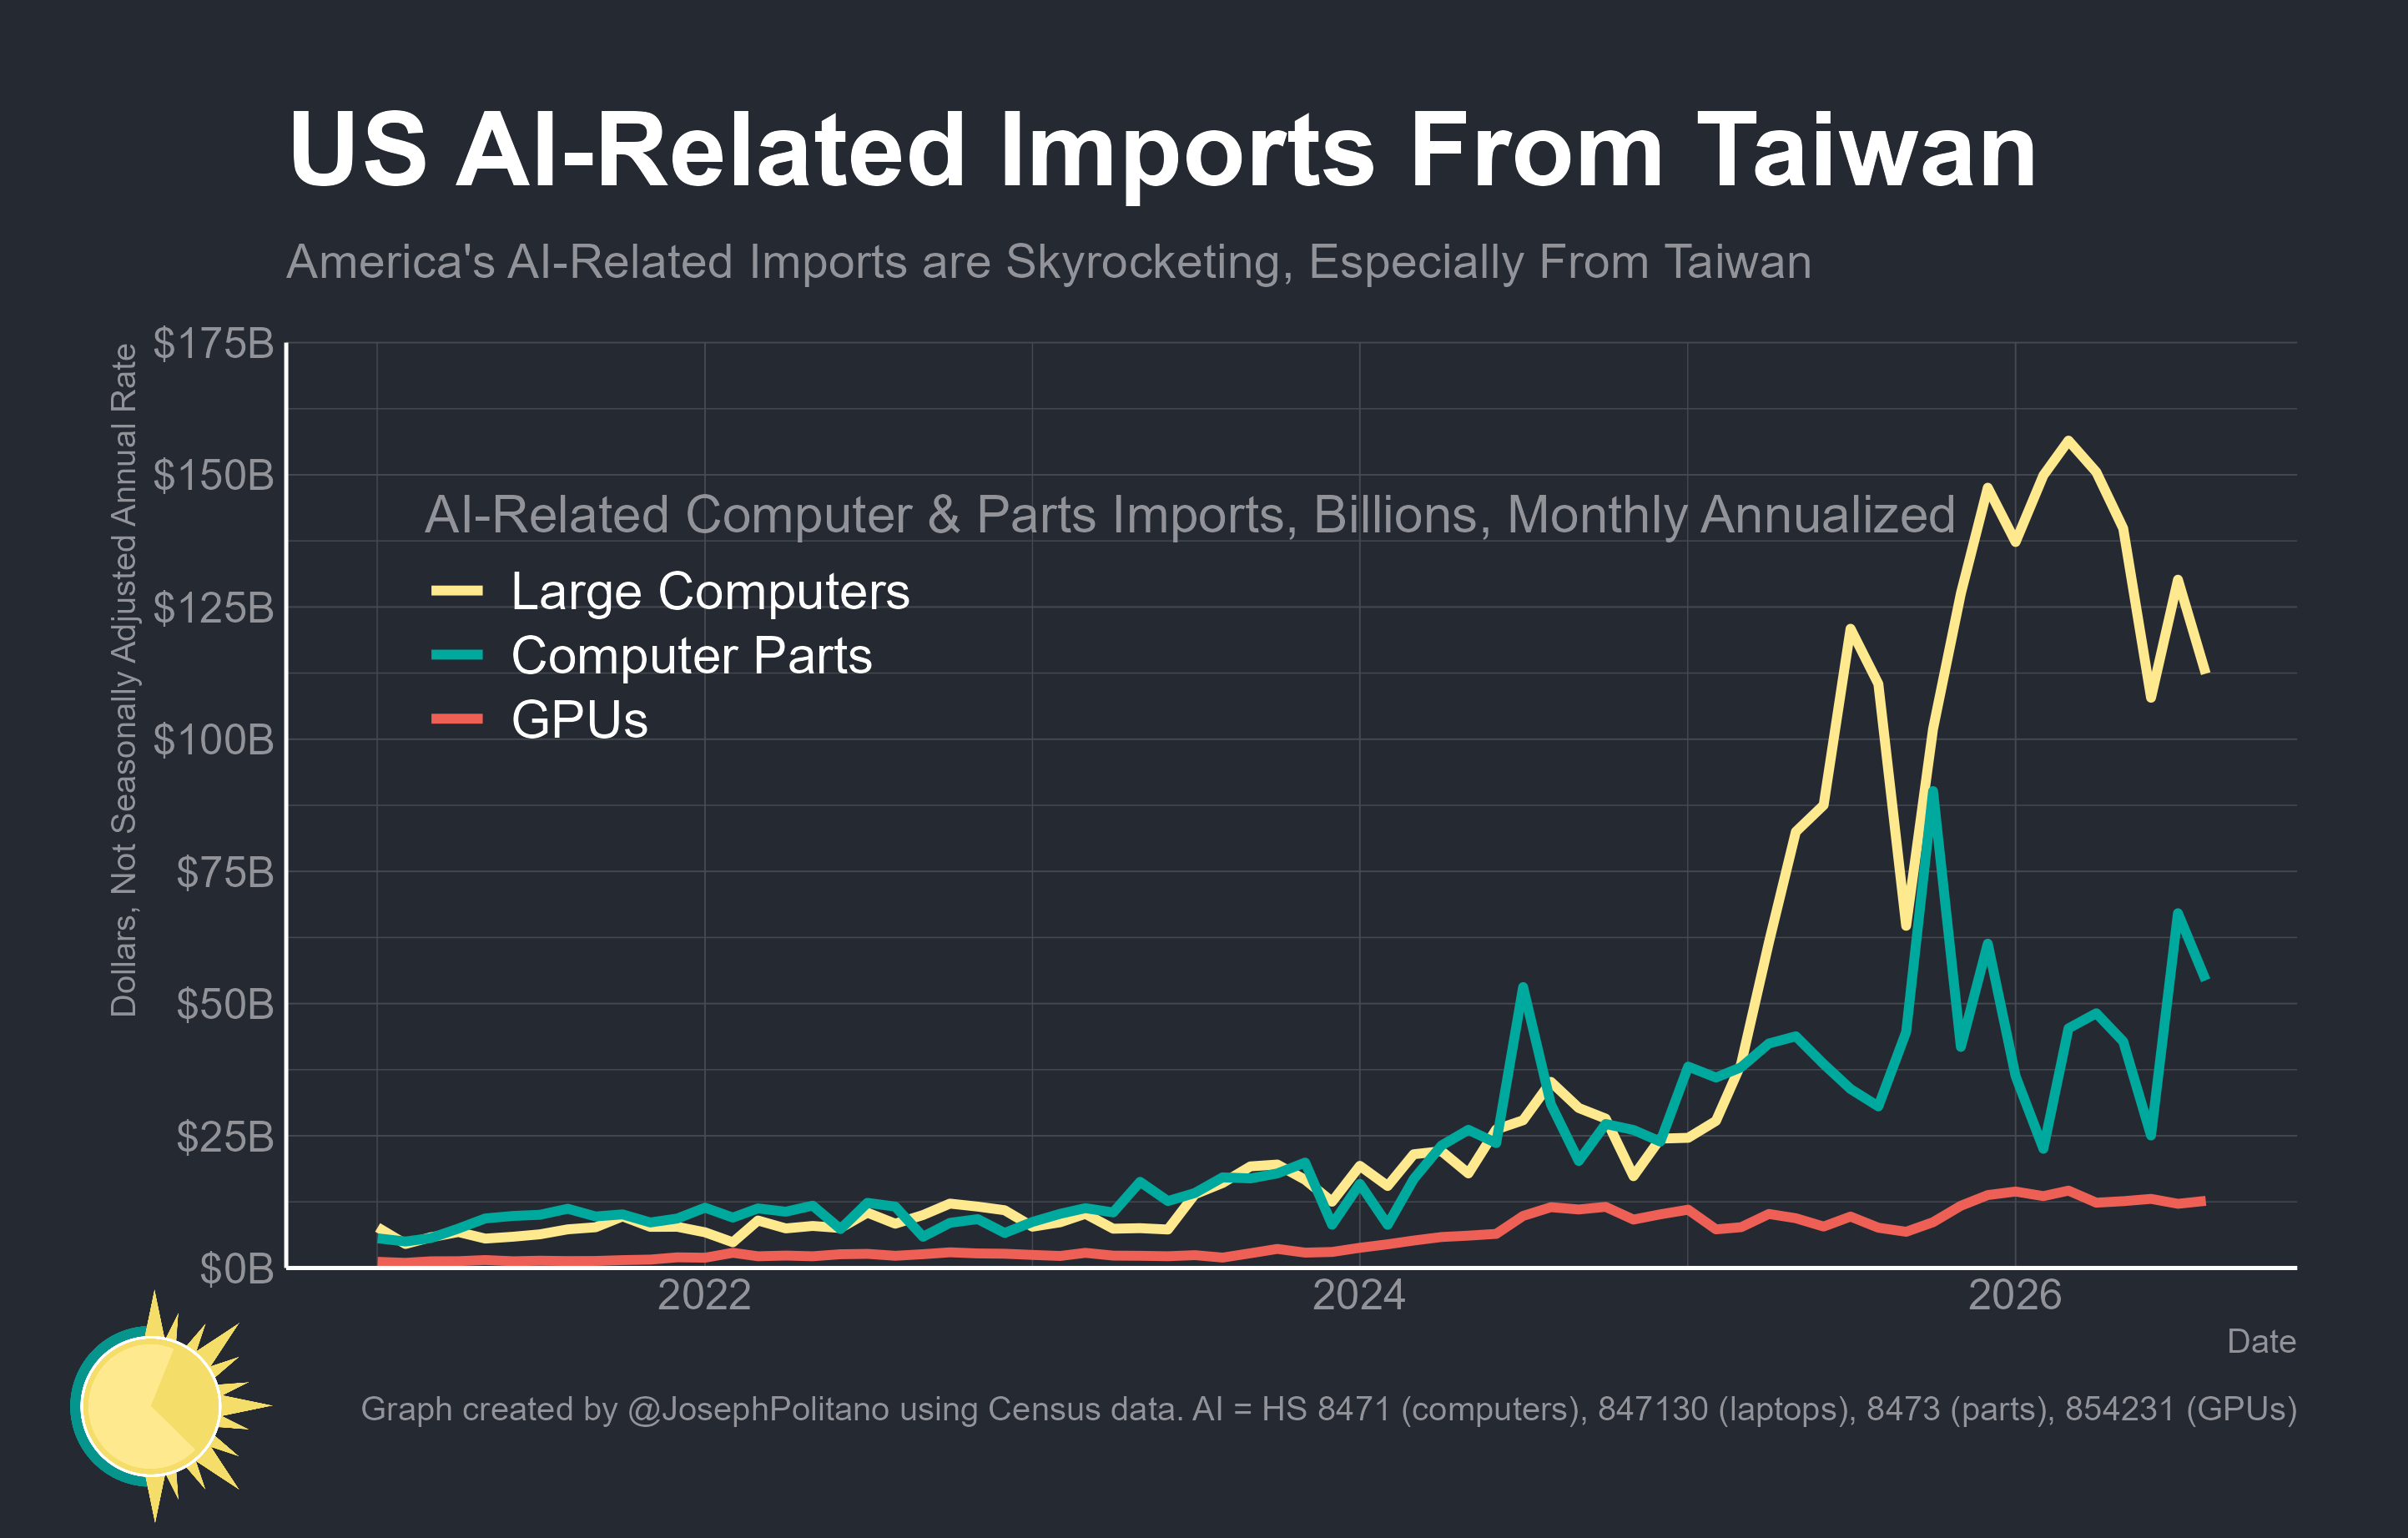 US AI-Related Imports From Taiwan
America's AI-Related Imports are Skyrocketing, Especially From Taiwan
Dollars, Not Seasonally Adjusted Annual Rate
$175B
$150B
$125B
$100B
$75B
$50B
$25B
$0B
AI-Related Computer & Parts Imports, Billions, Monthly Annualized
Large Computers
Computer Parts
GPUs
2022
2024
2026
Date
Graph created by @JosephPolitano using Census data. AI = HS 8471 (computers), 847130 (laptops), 8473 (parts), 854231 (GPUs)